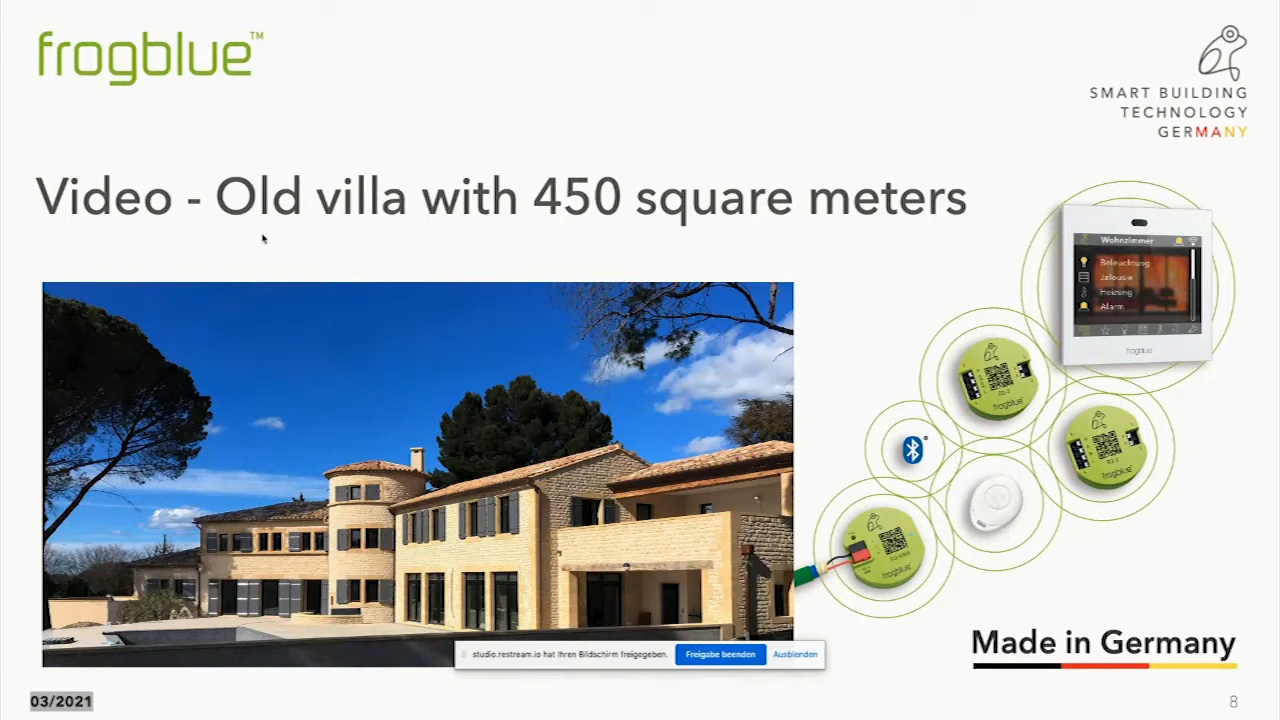 frogblue™
SMART BUILDING
TECHNOLOGY
GERMANY
Video - Old villa with 450 square meters
Wohnzimmer
Beleuchtung
Jalousie
Heizung
Alarm
frogblue
frogblue
frogblue
frogblue
studio.restream.io hat Ihren Bildschirm freigegeben.
Freigabe beenden
Ausblenden
Made in Germany
03/2021
8